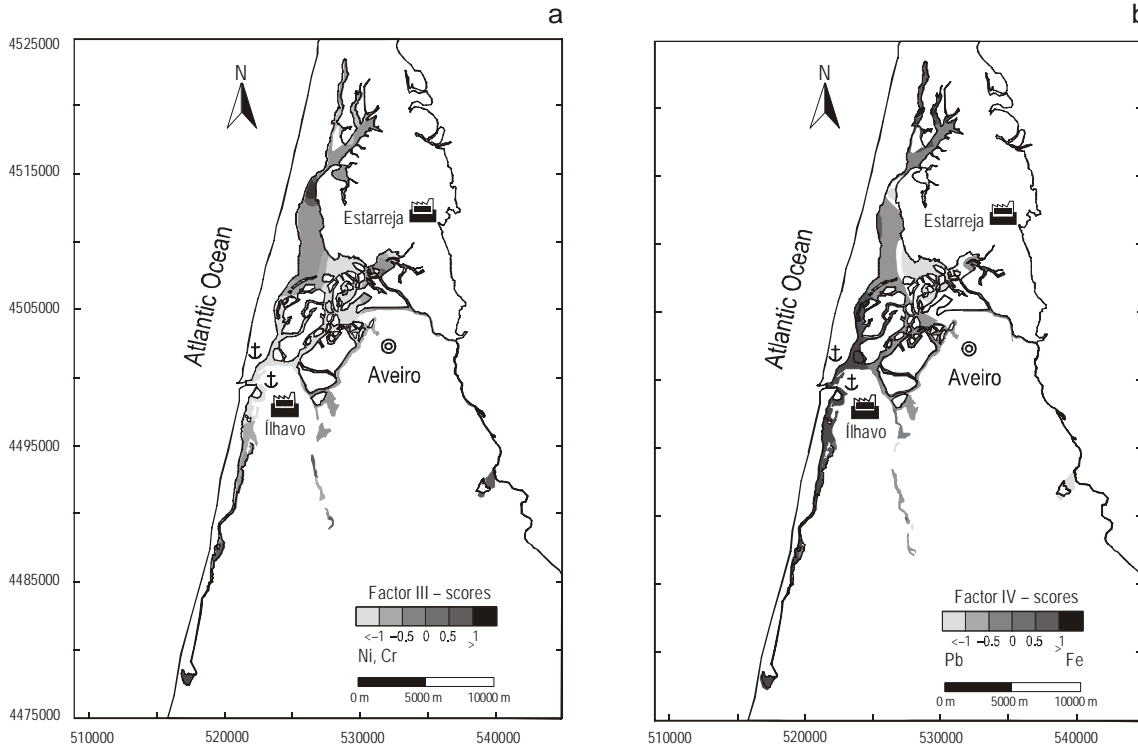 a
4525000
4515000
4505000
4495000
4485000
4475000
N
Estarreja
Atlantic Ocean
Aveiro
Ílhavo
Factor III – scores
<–1 –0.5 0 0.5 >1
Ni, Cr
0 m 5000 m 10000 m
510000 520000 530000 540000
b
N
Estarreja
Atlantic Ocean
Aveiro
Ílhavo
Factor IV – scores
<–1 –0.5 0 0.5 >1
Pb Fe
0 m 5000 m 10000 m
510000 520000 530000 540000